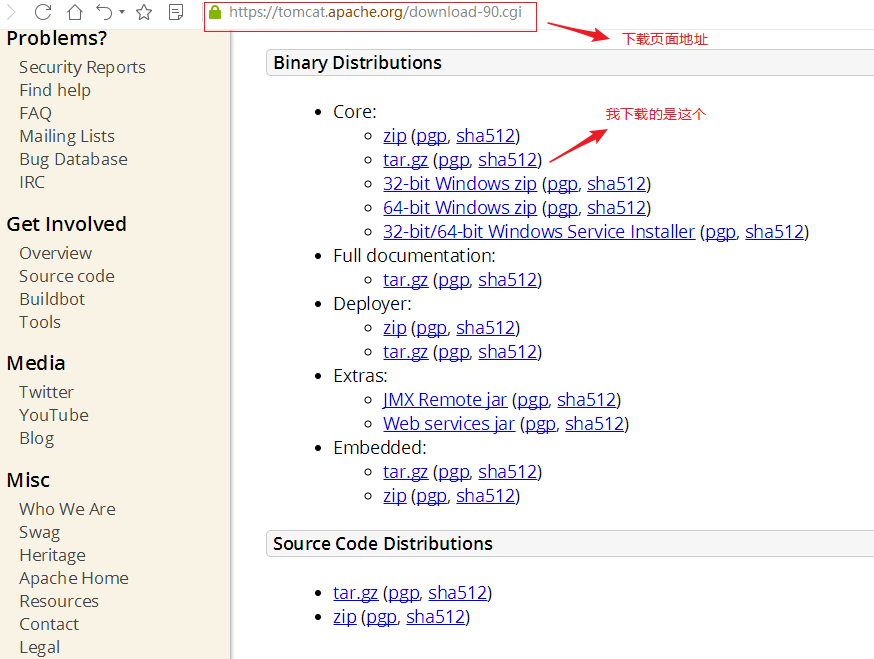 https://tomcat.apache.org/download-90.cgi
下载页面地址
Problems?
Security Reports
Find help
FAQ
Mailing Lists
Bug Database
IRC
Get Involved
Overview
Source code
Buildbot
Tools
Media
Twitter
YouTube
Blog
Misc
Who We Are
Swag
Heritage
Apache Home
Resources
Contact
Legal
Binary Distributions
我下载的是这个
Core:
zip (pgp, sha512)
tar.gz (pgp, sha512)
32-bit Windows zip (pgp, sha512)
64-bit Windows zip (pgp, sha512)
32-bit/64-bit Windows Service Installer (pgp, sha512)
Full documentation:
tar.gz (pgp, sha512)
Deployer:
zip (pgp, sha512)
tar.gz (pgp, sha512)
Extras:
JMX Remote jar (pgp, sha512)
Web services jar (pgp, sha512)
Embedded:
tar.gz (pgp, sha512)
zip (pgp, sha512)
Source Code Distributions
tar.gz (pgp, sha512)
zip (pgp, sha512)